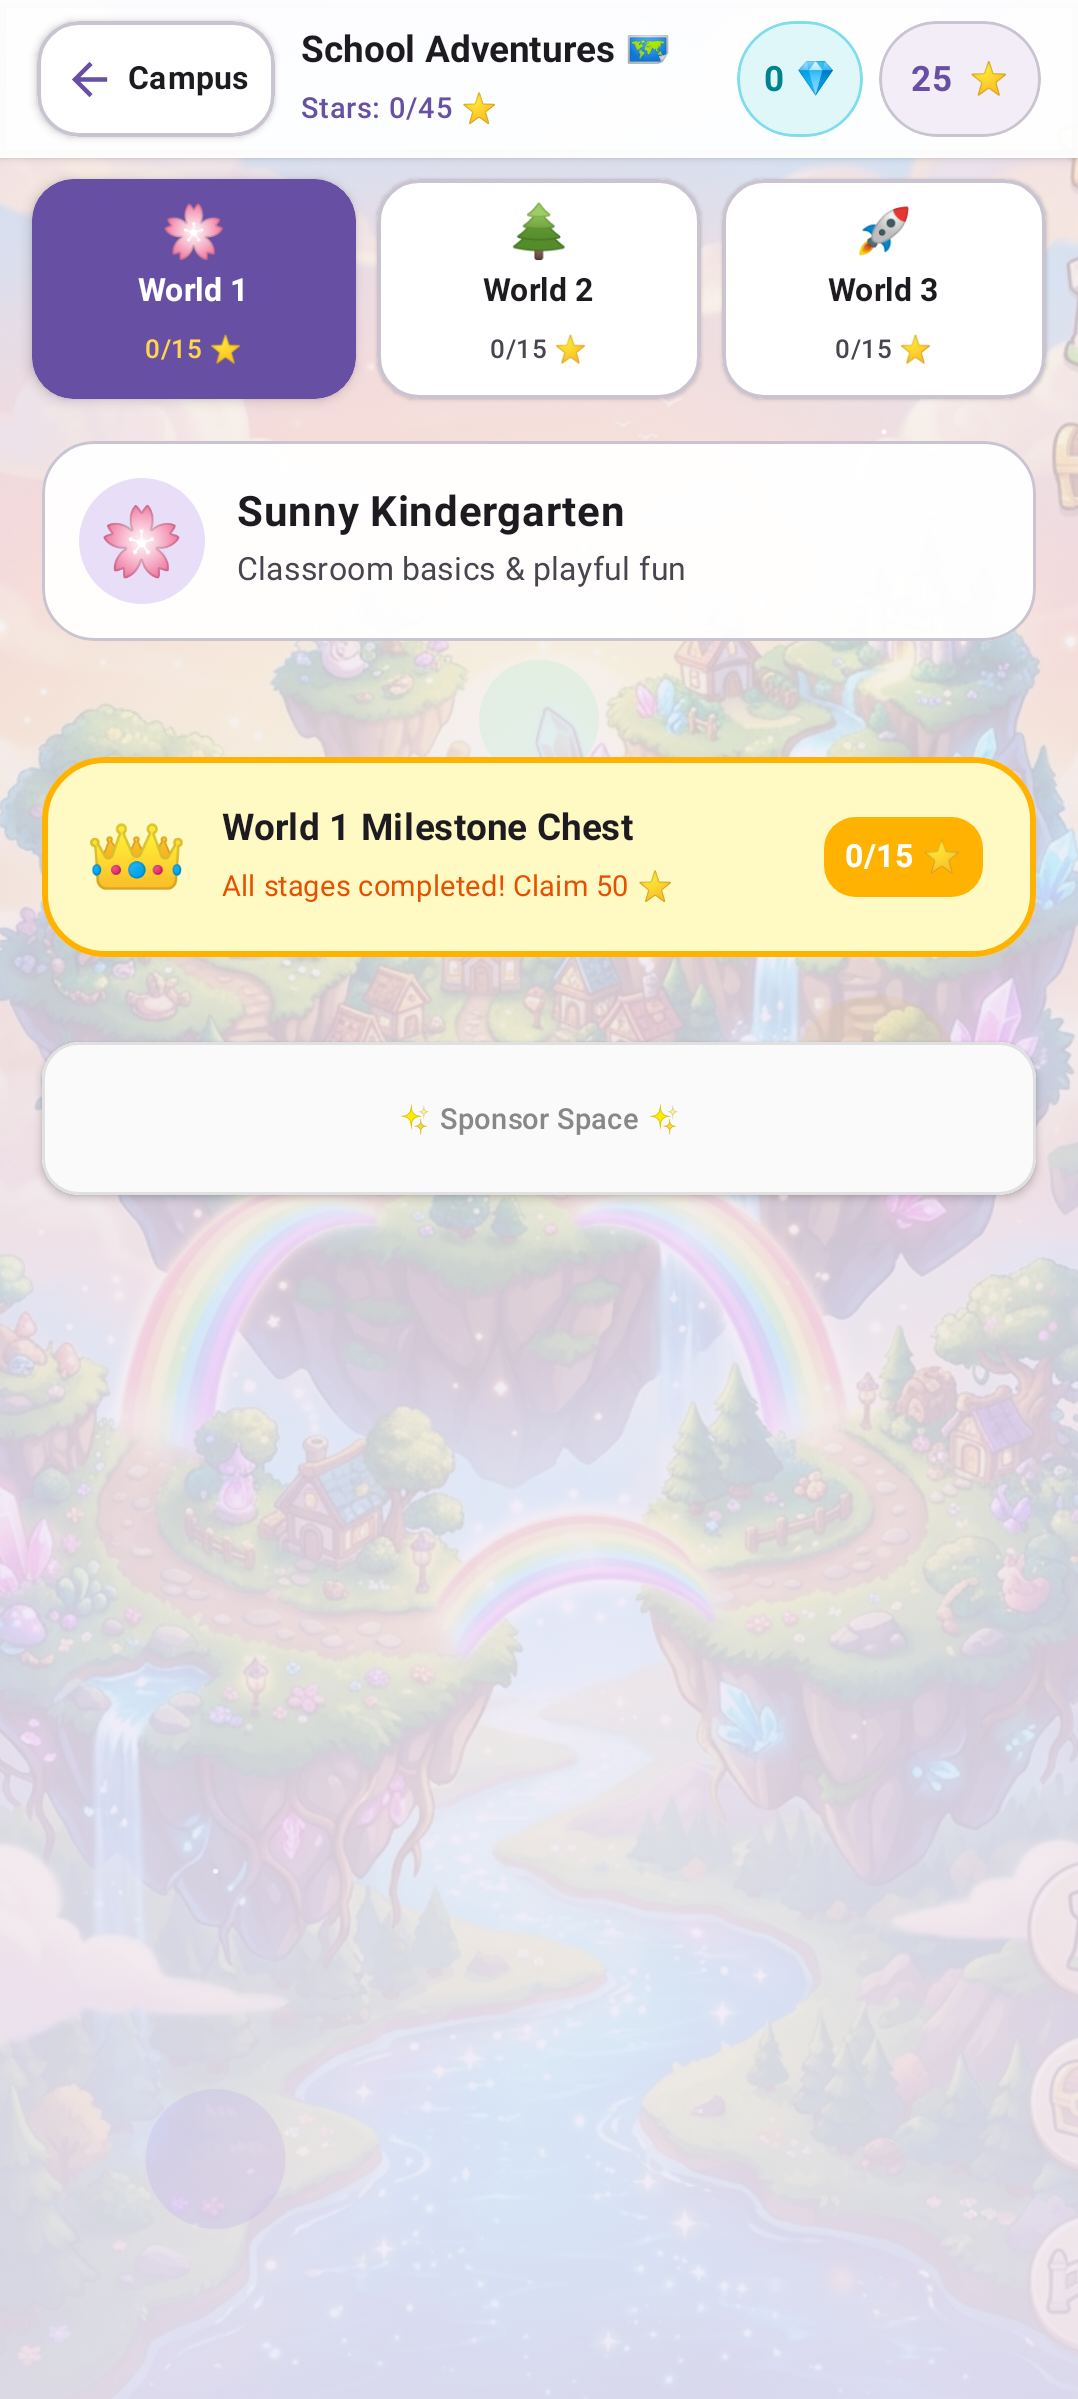 Campus
School Adventures 🗺️
Stars: 0/45 ⭐
0 💎
25 ⭐
World 1
0/15 ⭐
World 2
0/15 ⭐
World 3
0/15 ⭐
Sunny Kindergarten
Classroom basics & playful fun
World 1 Milestone Chest
All stages completed! Claim 50 ⭐
0/15 ⭐
✨ Sponsor Space ✨